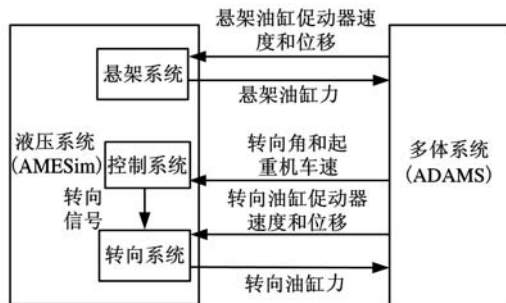 悬架油缸促动器速
度和位移
悬架系统
悬架油缸力
液压系统
(AMESim)
控制系统
转向
信号
转向系统
转向角和起
重机车速
转向油缸促动器
速度和位移
转向油缸力
多体系统
(ADAMS)